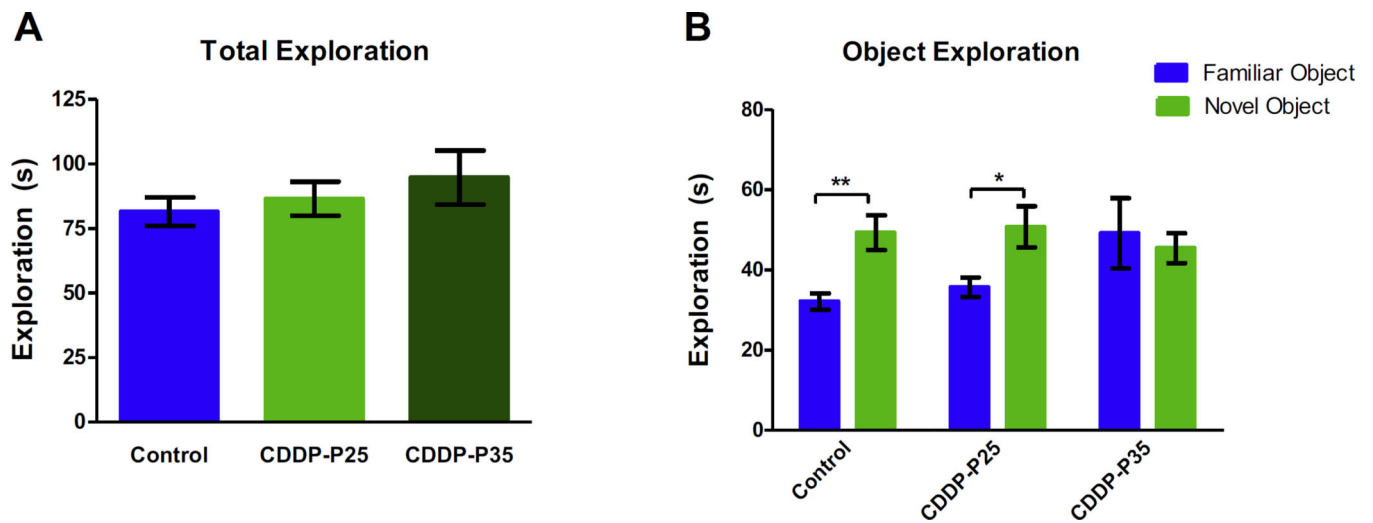 A
Total Exploration
Exploration (s)
125
100
75
50
25
0
Control CDDP-P25 CDDP-P35
B
Object Exploration
Familiar Object
Novel Object
Exploration (s)
80
60
40
20
0
**
*
Control
CDDP-P25
CDDP-P35